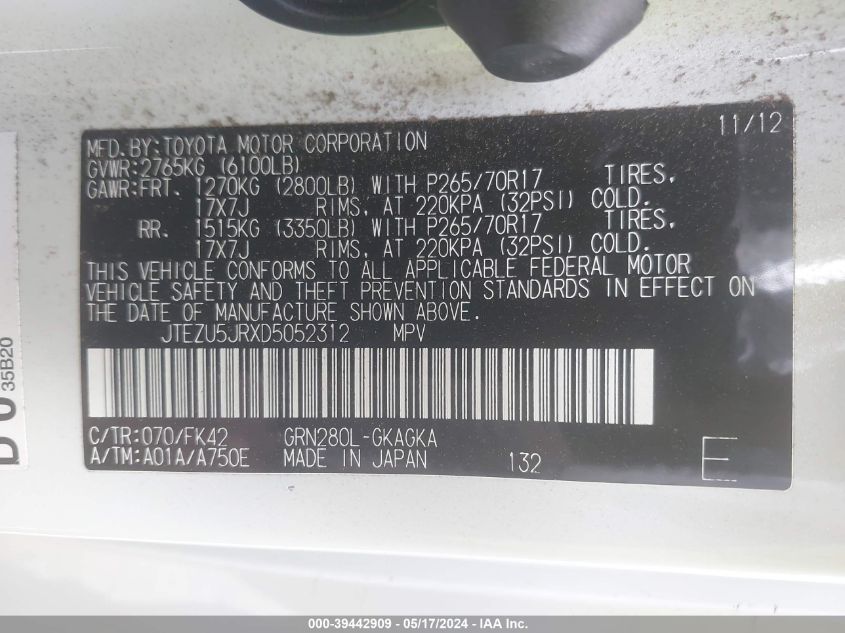 11/12
MFD. BY:TOYOTA MOTOR CORPORATION
GVWR:2765KG (6100LB)
GAWR:FRT. 1270KG (2800LB) WITH P265/70R17 TIRES,
17X7J RIMS, AT 220KPA (32PSI) COLD.
RR. 1515KG (3350LB) WITH P265/70R17 TIRES,
17X7J RIMS, AT 220KPA (32PSI) COLD.
THIS VEHICLE CONFORMS TO ALL APPLICABLE FEDERAL MOTOR
VEHICLE SAFETY AND THEFT PREVENTION STANDARDS IN EFFECT ON
THE DATE OF MANUFACTURE SHOWN ABOVE.
JTEZU5JRXD5052312 MPV
C/TR:070/FK42 GRN280L-GKAGKA
A/TM:A01A/A750E MADE IN JAPAN 132 E
35B20
000-39442909 - 05/17/2024 - IAA Inc.